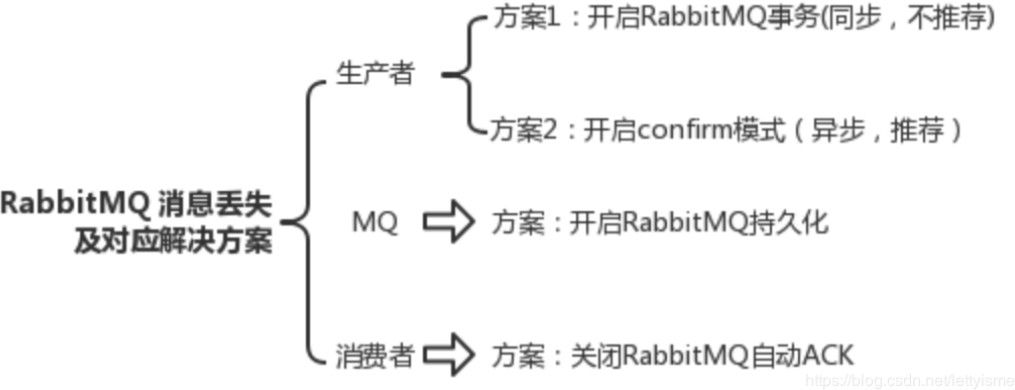 方案1：开启RabbitMQ事务(同步，不推荐)
生产者
方案2：开启confirm模式（异步，推荐）
RabbitMQ 消息丢失
及对应解决方案
MQ
方案：开启RabbitMQ持久化
消费者
方案：关闭RabbitMQ自动ACK
https://blog.csdn.net/lettyisme